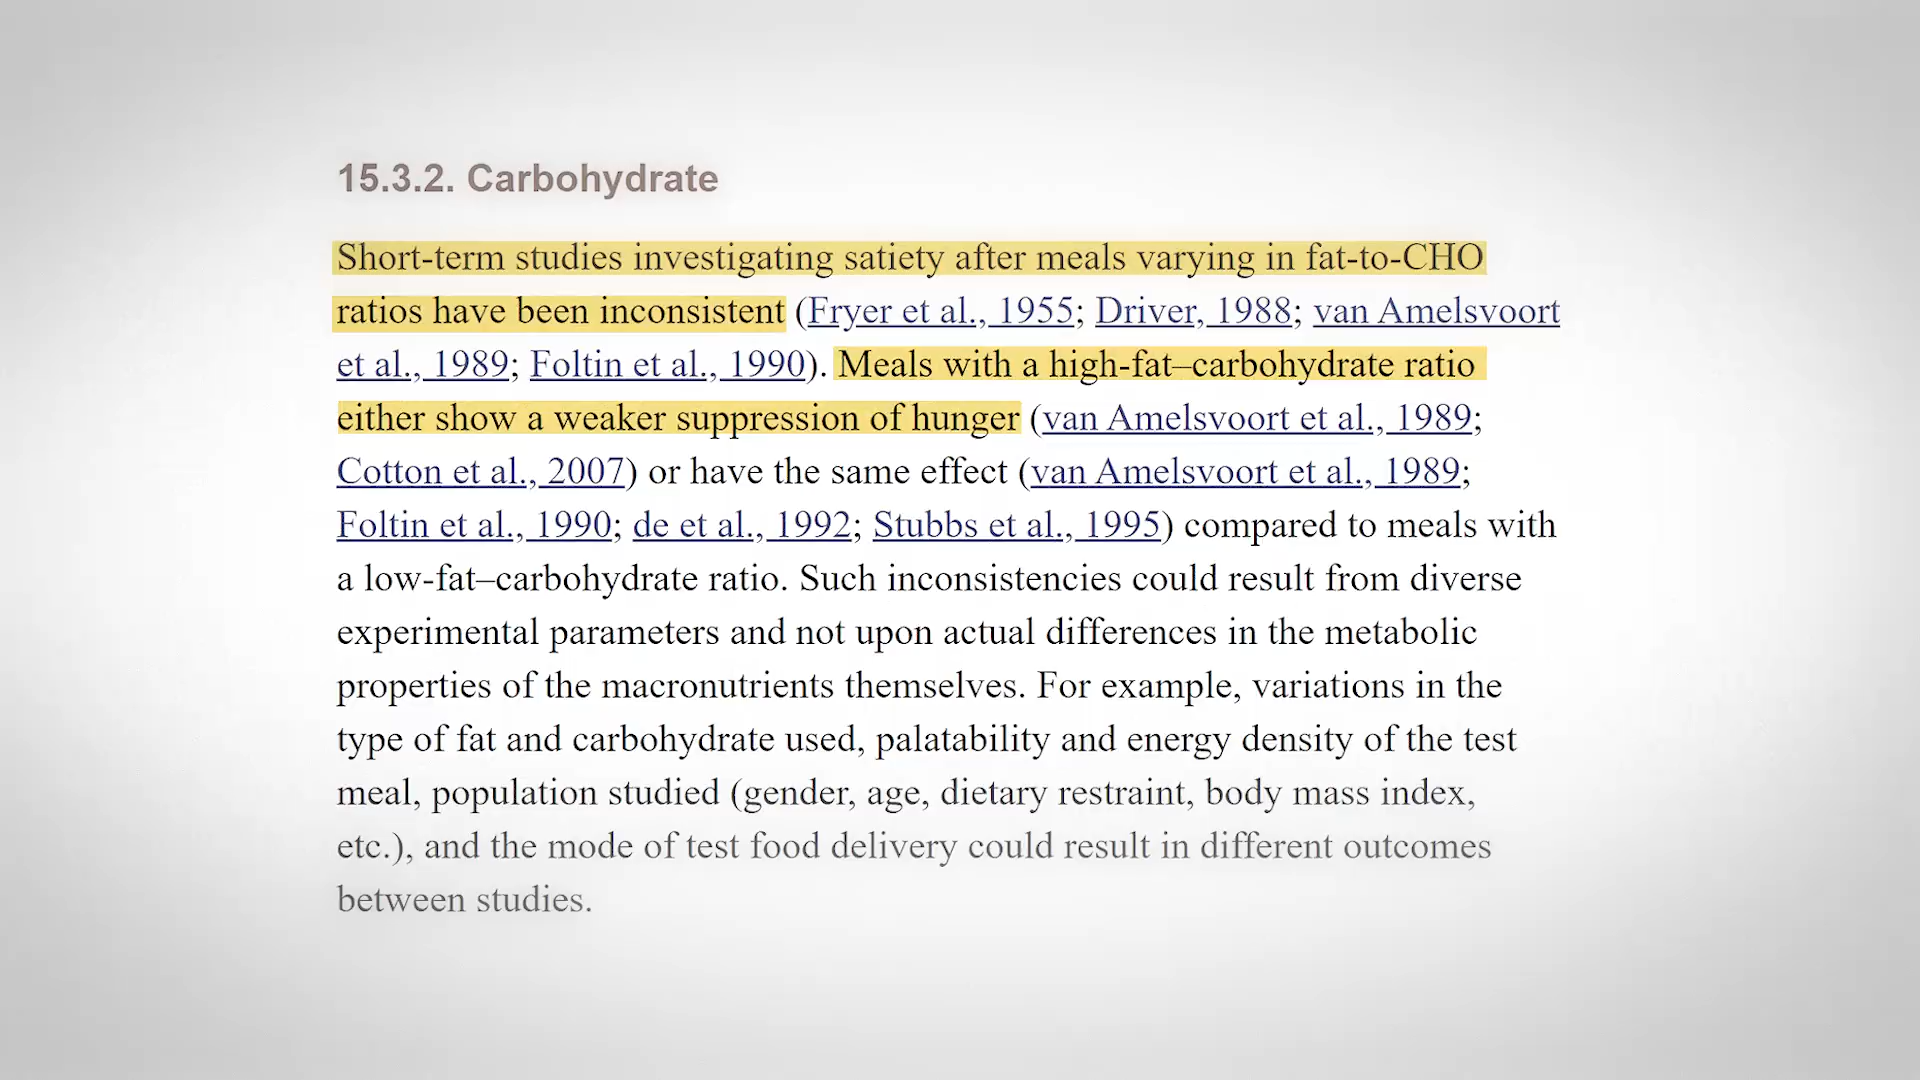 15.3.2. Carbohydrate
Short-term studies investigating satiety after meals varying in fat-to-CHO
ratios have been inconsistent (Fryer et al., 1955; Driver, 1988; van Amelsvoort
et al., 1989; Foltin et al., 1990). Meals with a high-fat–carbohydrate ratio
either show a weaker suppression of hunger (van Amelsvoort et al., 1989;
Cotton et al., 2007) or have the same effect (van Amelsvoort et al., 1989;
Foltin et al., 1990; de et al., 1992; Stubbs et al., 1995) compared to meals with
a low-fat–carbohydrate ratio. Such inconsistencies could result from diverse
experimental parameters and not upon actual differences in the metabolic
properties of the macronutrients themselves. For example, variations in the
type of fat and carbohydrate used, palatability and energy density of the test
meal, population studied (gender, age, dietary restraint, body mass index,
etc.), and the mode of test food delivery could result in different outcomes
between studies.